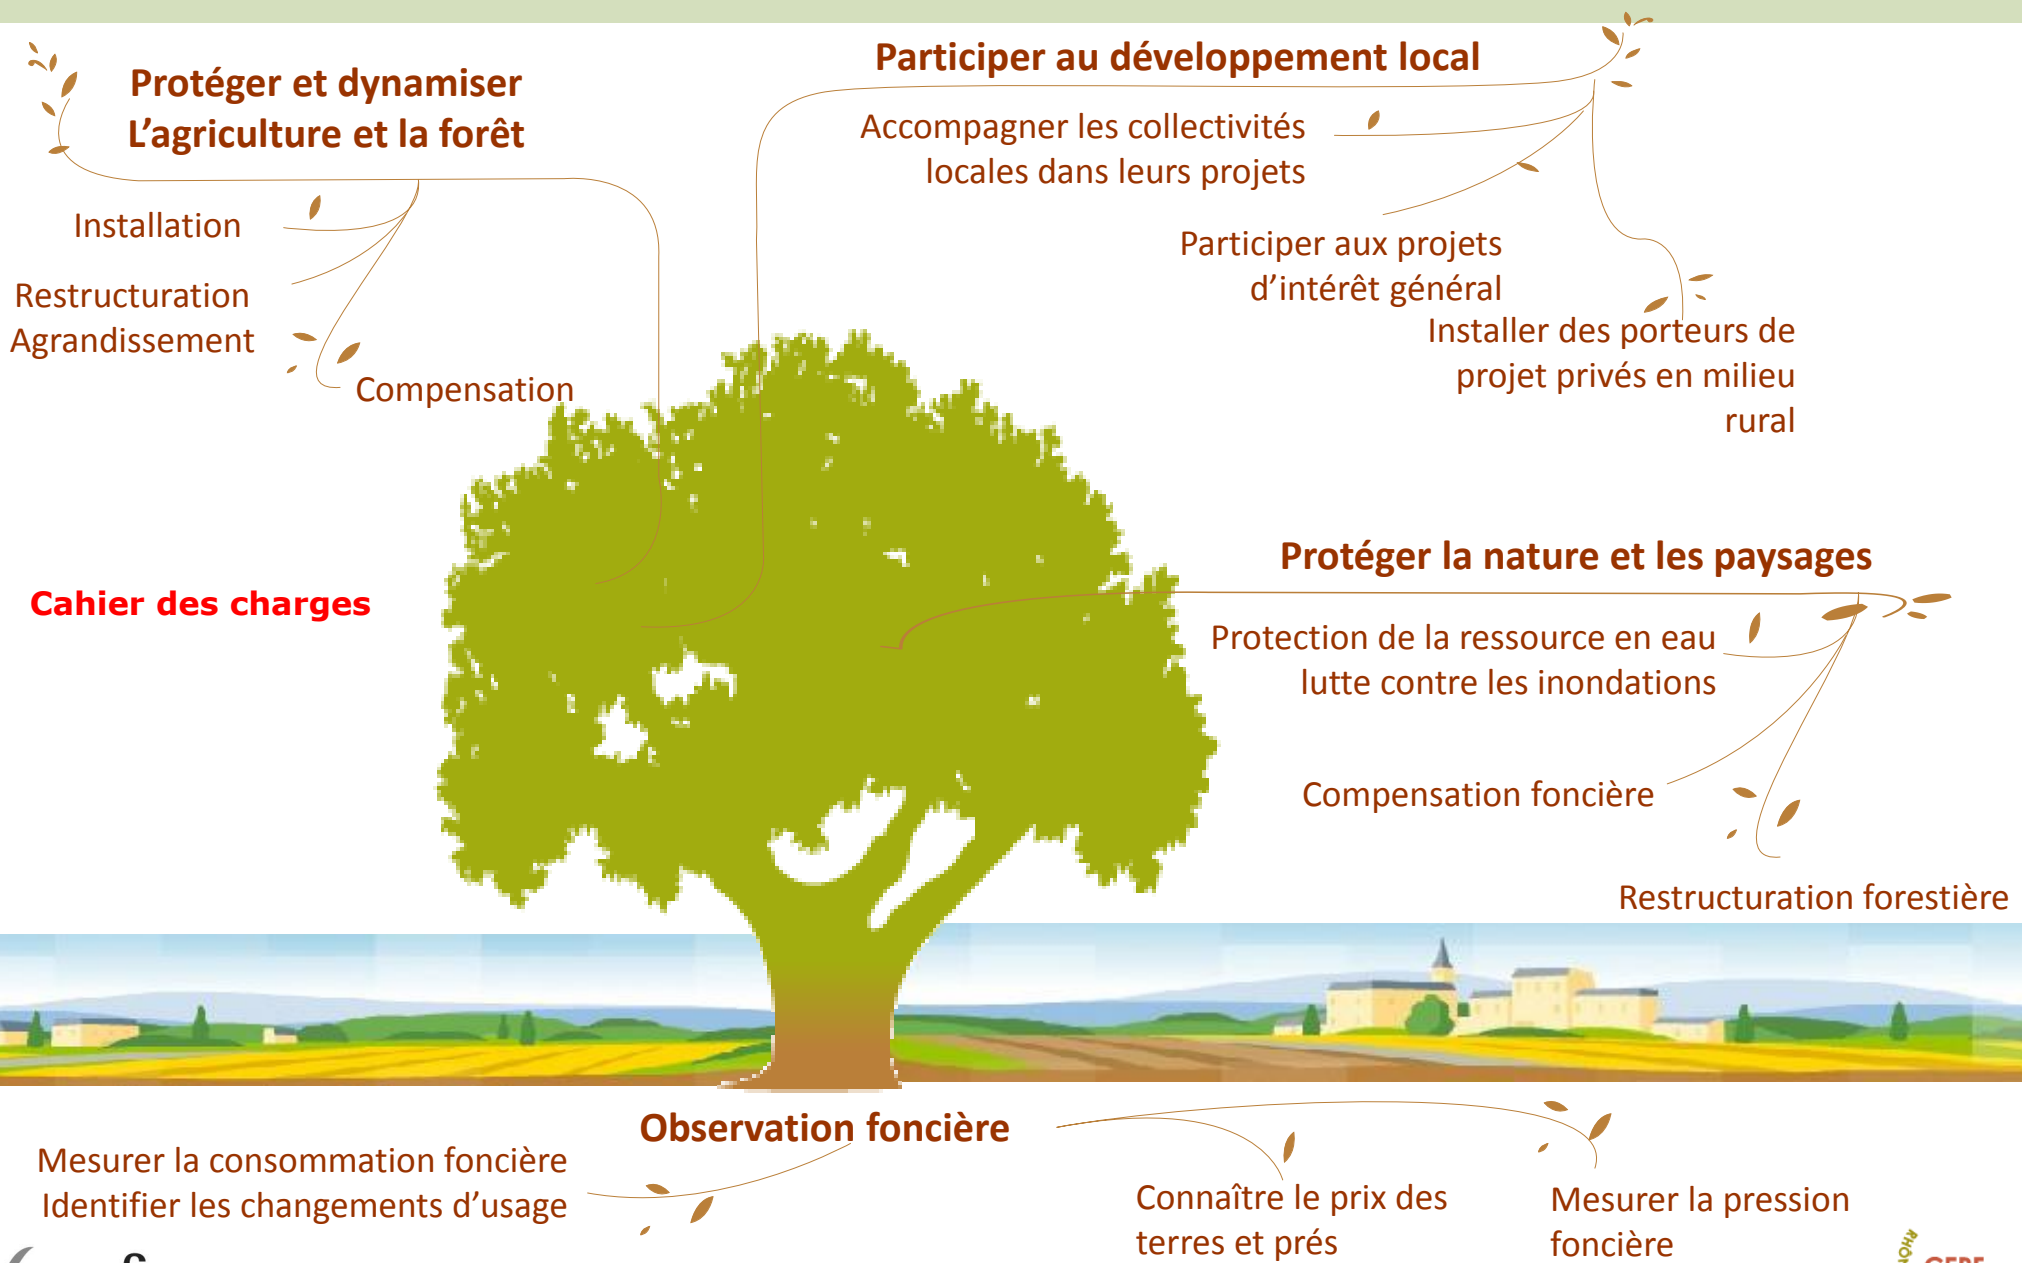 Protéger et dynamiser
L’agriculture et la forêt
Installation
Restructuration
Agrandissement
Compensation
Participer au développement local
Accompagner les collectivités
locales dans leurs projets
Participer aux projets
d’intérêt général
Installer des porteurs de
projet privés en milieu
rural
Cahier des charges
Protéger la nature et les paysages
Protection de la ressource en eau
lutte contre les inondations
Compensation foncière
Restructuration forestière
Observation foncière
Mesurer la consommation foncière
Identifier les changements d’usage
Connaître le prix des
terres et prés
Mesurer la pression
foncière